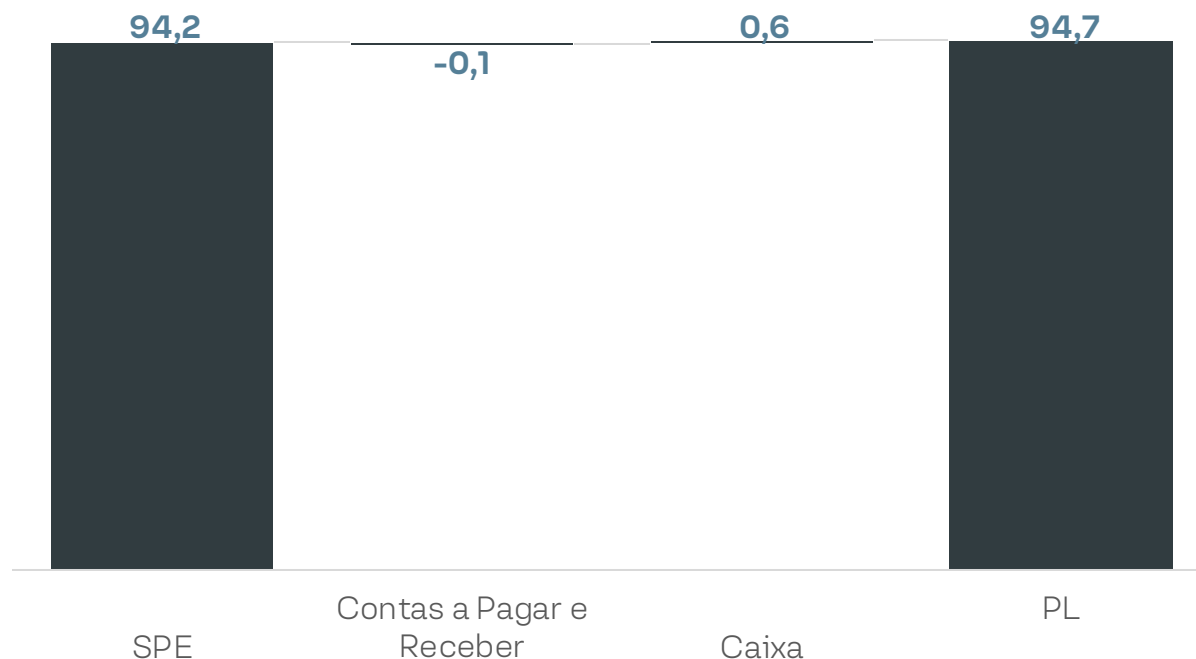 94,2
-0,1
0,6
94,7
SPE
Contas a Pagar e
Receber
Caixa
PL